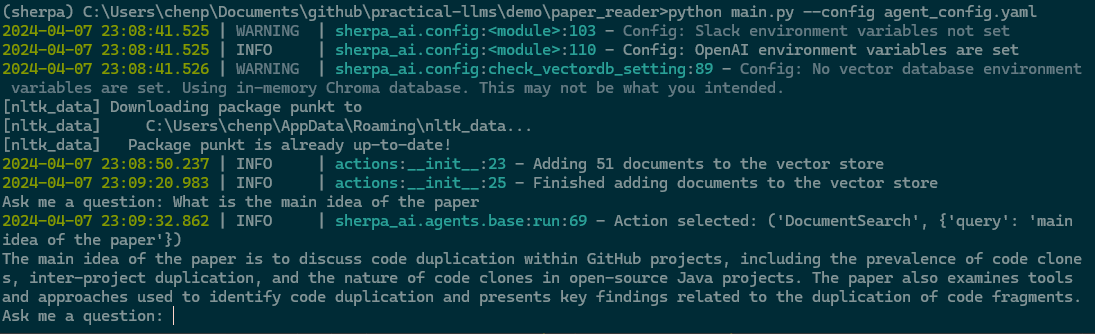 (sherpa) C:\Users\chenp\Documents\github\practical-llms\demo\paper_reader>python main.py --config agent_config.yaml
2024-04-07 23:08:41.525 | WARNING  | sherpa_ai.config:<module>:103 - Config: Slack environment variables not set
2024-04-07 23:08:41.525 | INFO     | sherpa_ai.config:<module>:110 - Config: OpenAI environment variables are set
2024-04-07 23:08:41.526 | WARNING  | sherpa_ai.config:check_vectordb_setting:89 - Config: No vector database environment
 variables are set. Using in-memory Chroma database. This may not be what you intended.
[nltk_data] Downloading package punkt to
[nltk_data]     C:\Users\chenp\AppData\Roaming\nltk_data...
[nltk_data]   Package punkt is already up-to-date!
2024-04-07 23:08:50.237 | INFO     | actions:__init__:23 - Adding 51 documents to the vector store
2024-04-07 23:09:20.983 | INFO     | actions:__init__:25 - Finished adding documents to the vector store
Ask me a question: What is the main idea of the paper
2024-04-07 23:09:32.862 | INFO     | sherpa_ai.agents.base:run:69 - Action selected: ('DocumentSearch', {'query': 'main
idea of the paper'})
The main idea of the paper is to discuss code duplication within GitHub projects, including the prevalence of code clone
s, inter-project duplication, and the nature of code clones in open-source Java projects. The paper also examines tools
and approaches used to identify code duplication and presents key findings related to the duplication of code fragments.
Ask me a question: